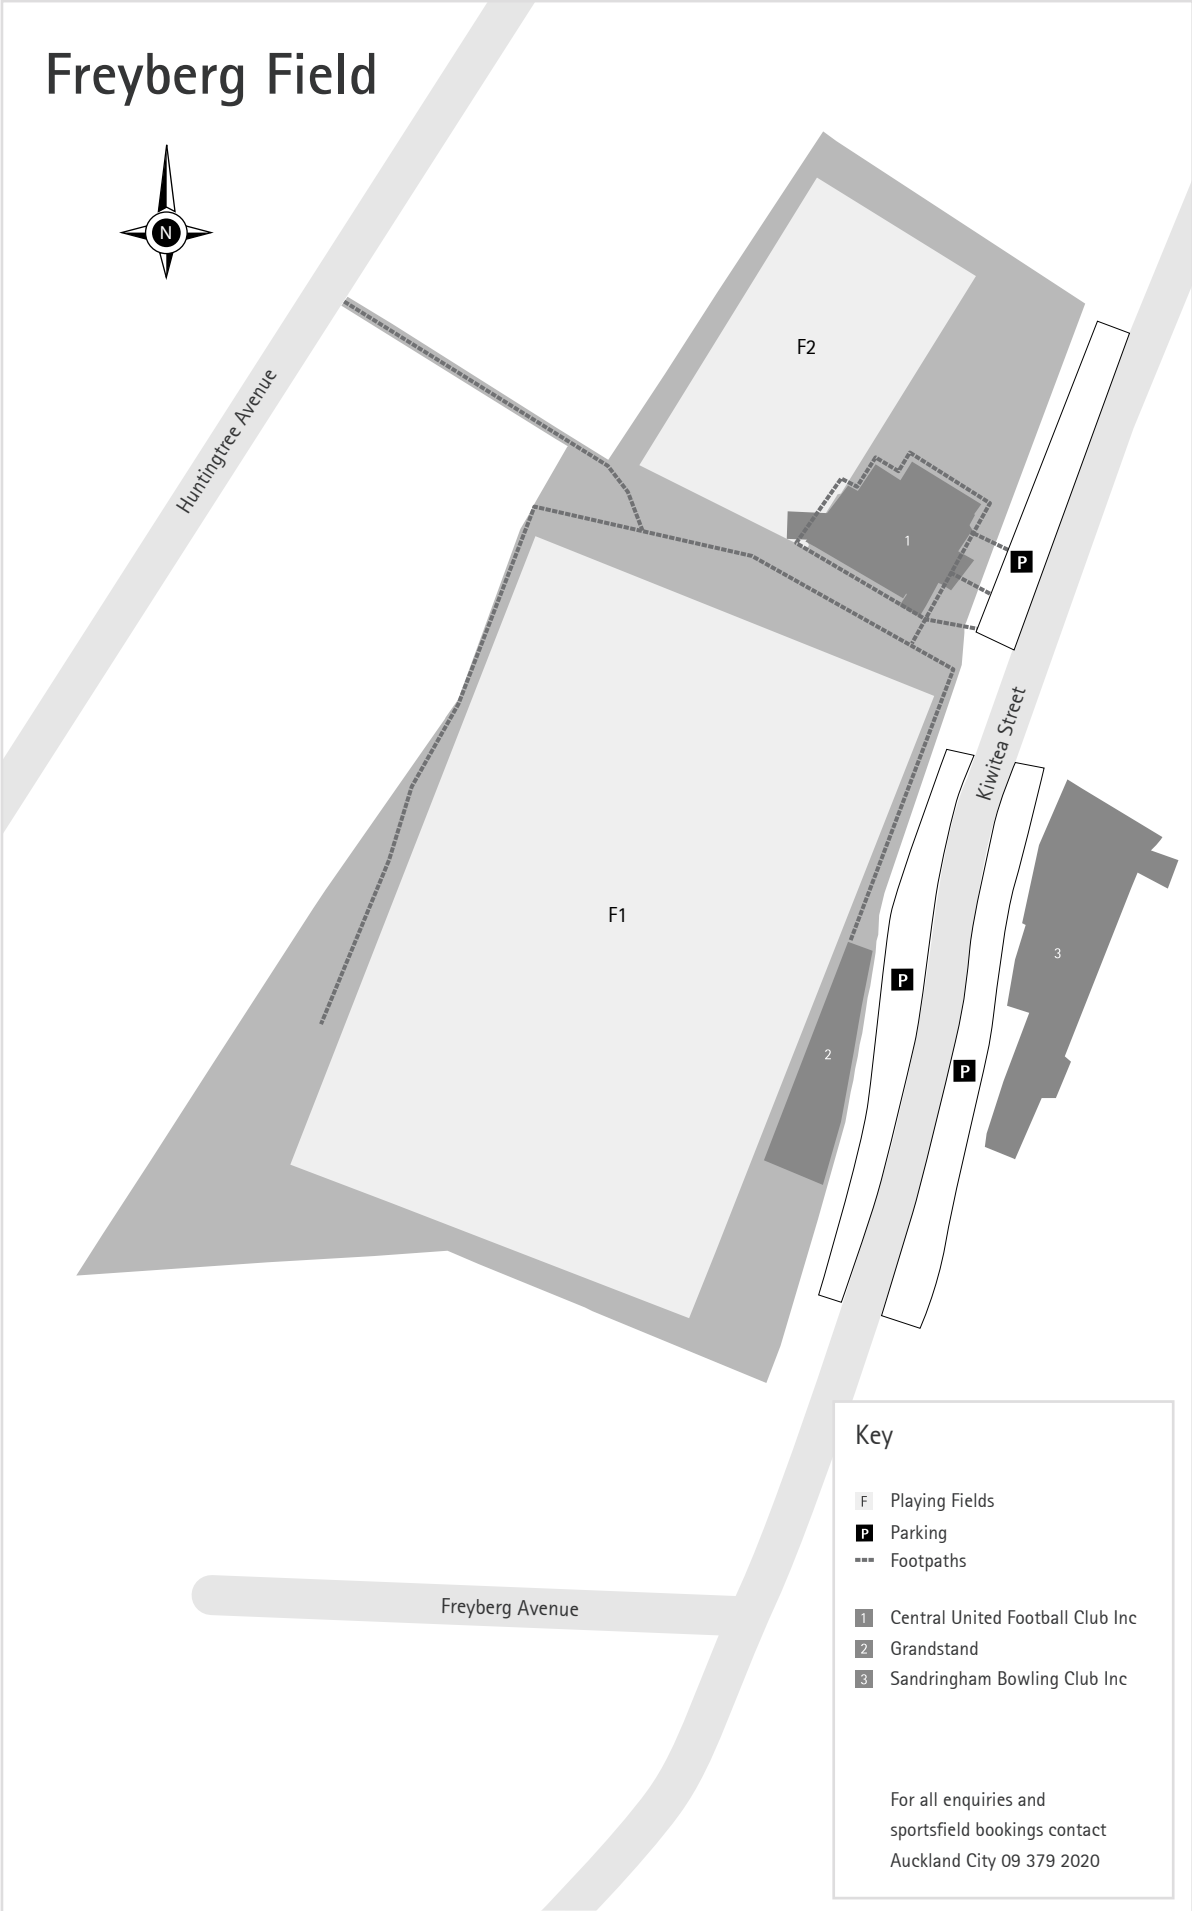 Freyberg Field
N
Huntingtree Avenue
F2
1
P
Kiwitea Street
F1
3
P
2
P
Freyberg Avenue
Key
F Playing Fields
P Parking
Footpaths
1 Central United Football Club Inc
2 Grandstand
3 Sandringham Bowling Club Inc
For all enquiries and
sportsfield bookings contact
Auckland City 09 379 2020